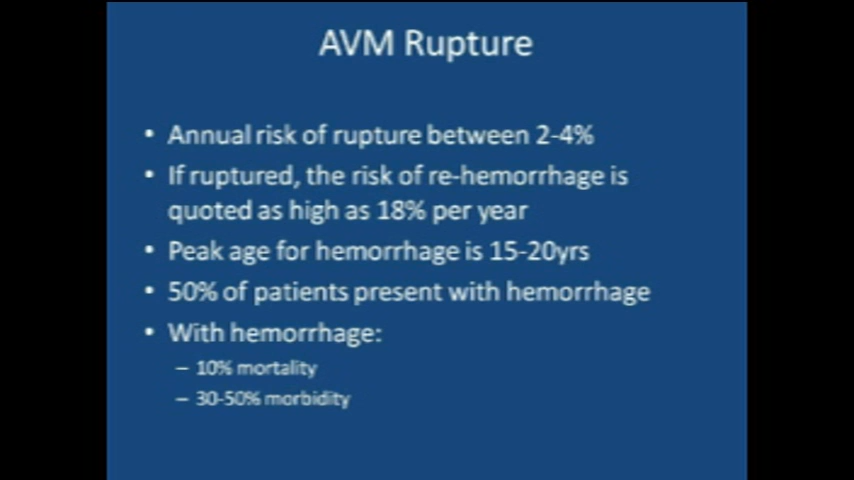 AVM Rupture
• Annual risk of rupture between 2-4%
• If ruptured, the risk of re-hemorrhage is
quoted as high as 18% per year
• Peak age for hemorrhage is 15-20yrs
• 50% of patients present with hemorrhage
• With hemorrhage:
– 10% mortality
– 30-50% morbidity